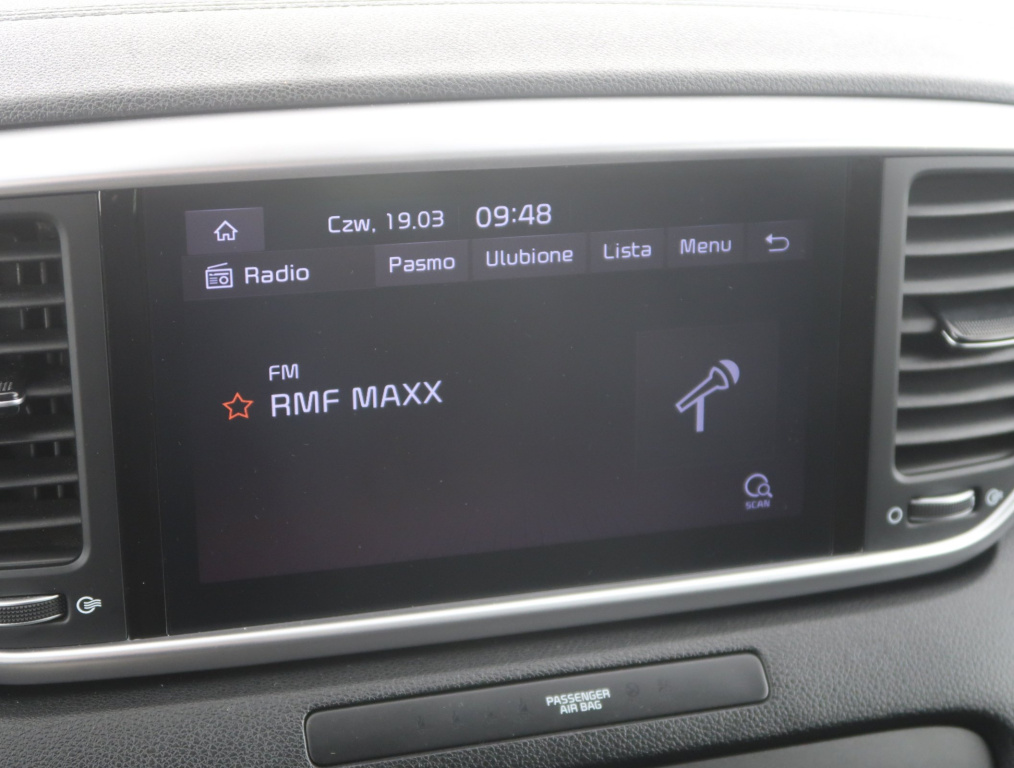 Czw, 19.03 09:48
Radio Pasmo Ulubione Lista Menu
FM
RMF MAXX
SCAN
PASSENGER
AIR BAG